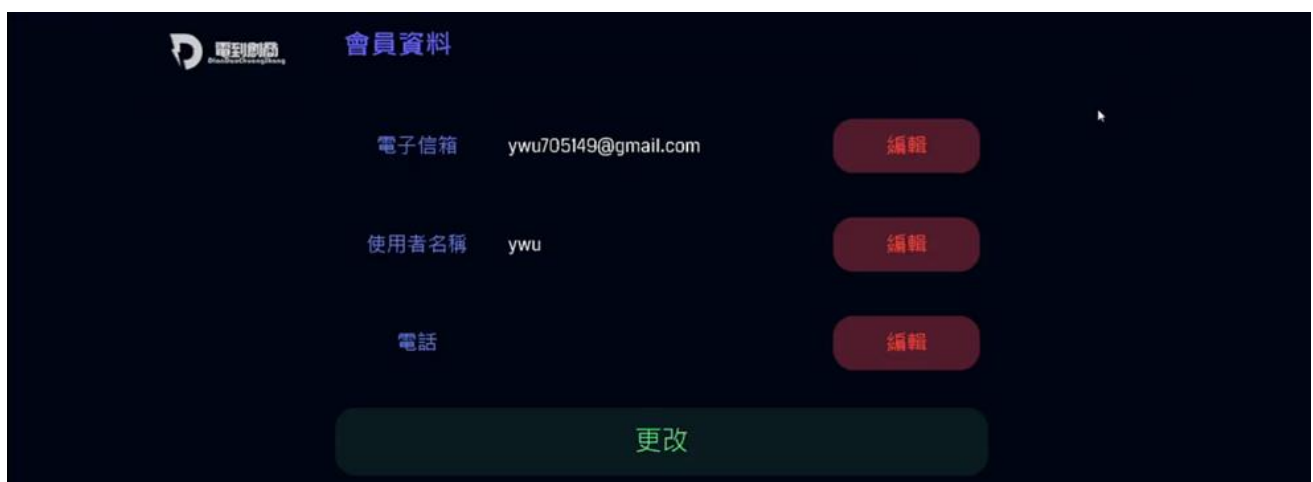 電到創商 會員資料
DianDaoChuangShang
電子信箱 ywu705149@gmail.com 編輯
使用者名稱 ywu 編輯
電話 編輯
更改